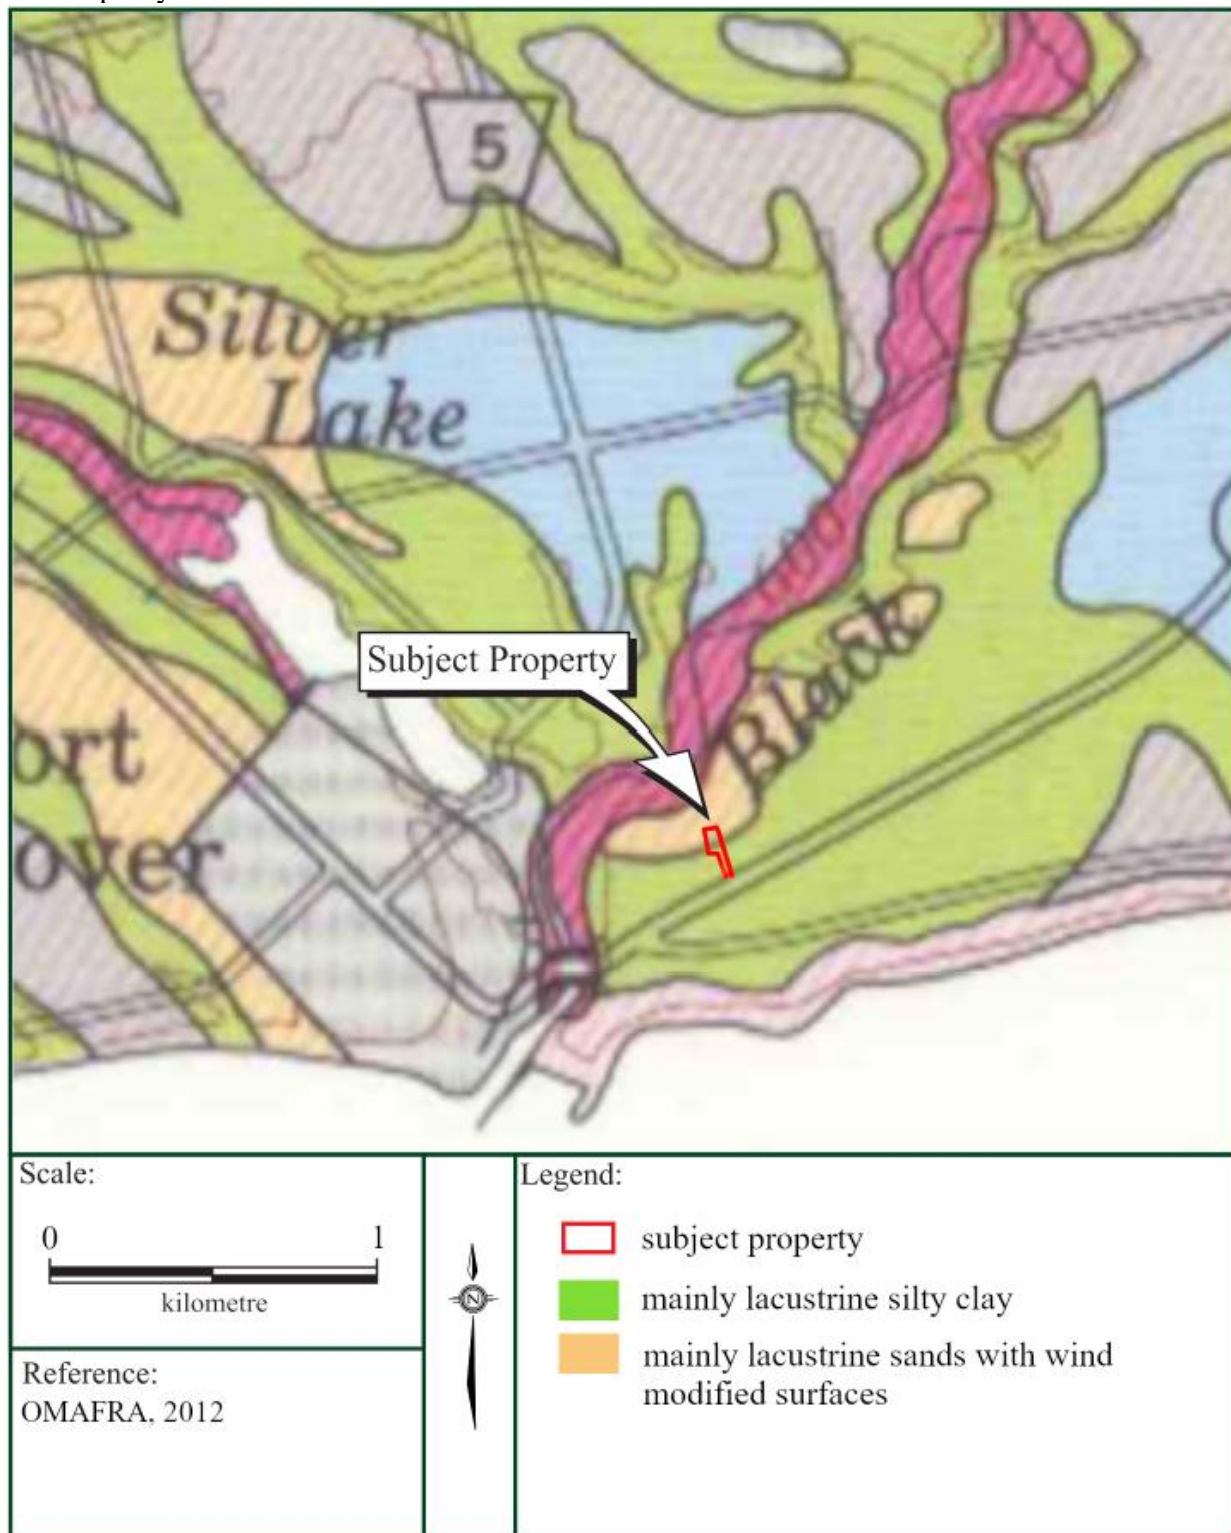 5
Silver
Lake
600
Black
Subject Property
ort
over
Scale:
0 1
kilometre
N
Reference:
OMAFRA, 2012
Legend:
subject property
mainly lacustrine silty clay
mainly lacustrine sands with wind
modified surfaces